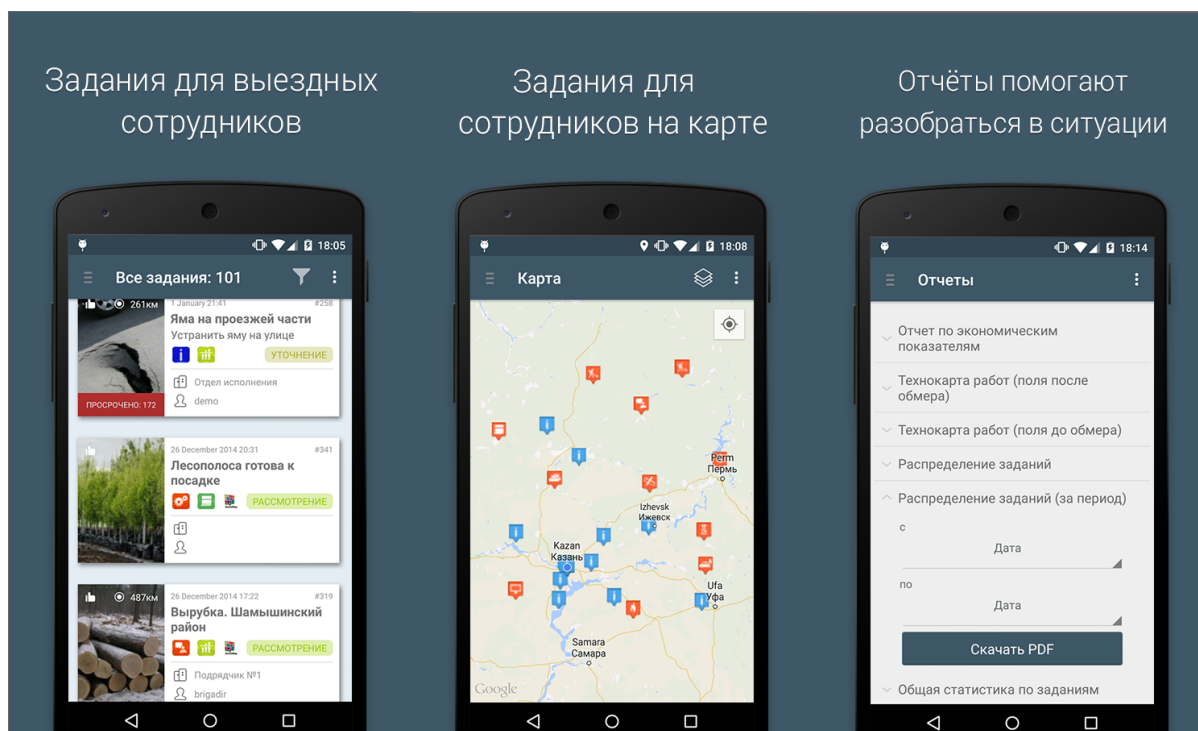 Задания для выездных
сотрудников
18:05
Все задания: 101
261км
1 January 21:41
#258
Яма на проезжей части
Устранить яму на улице
УТОЧНЕНИЕ
Отдел исполнения
ПРОСРОЧЕНО: 172
demo
26 December 2014 20:31
#341
Лесополоса готова к
посадке
РАССМОТРЕНИЕ
487км
26 December 2014 17:22
#319
Вырубка. Шамышинский
район
РАССМОТРЕНИЕ
Подрядчик №1
brigadir
Задания для
сотрудников на карте
18:08
Карта
Perm
Пермь
Izhevsk
Ижевск
Kazan
Казань
Ufa
Уфа
Samara
Самара
Google
Отчёты помогают
разобраться в ситуации
18:14
Отчеты
Отчет по экономическим
показателям
Технокарта работ (поля после
обмера)
Технокарта работ (поля до обмера)
Распределение заданий
Распределение заданий (за период)
с
Дата
по
Дата
Скачать PDF
Общая статистика по заданиям